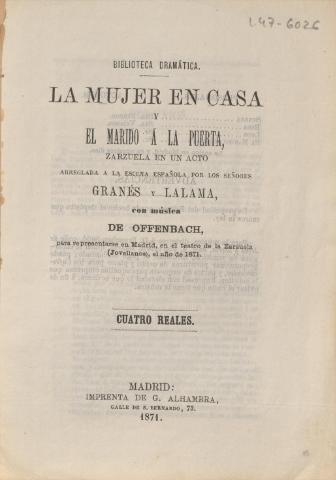 L47-6026
BIBLIOTECA DRAMÁTICA.
Y
LA MUJER EN CASA
Y
EL MARIDO Á LA PUERTA,
ZARZUELA EN UN ACTO
ARREGLADA A LA ESCENA ESPAÑOLA POR LOS SEÑORES
GRANÉS Y LALAMA,
con música
DE OFFENBACH,
para representarse en Madrid, en el teatro de la Zarzuela
(Jovellanos), el año de 1871.
CUATRO REALES.
MADRID:
IMPRENTA DE G. ALHAMBRA,
CALLE DE S. BERNARDO, 73.
1871.